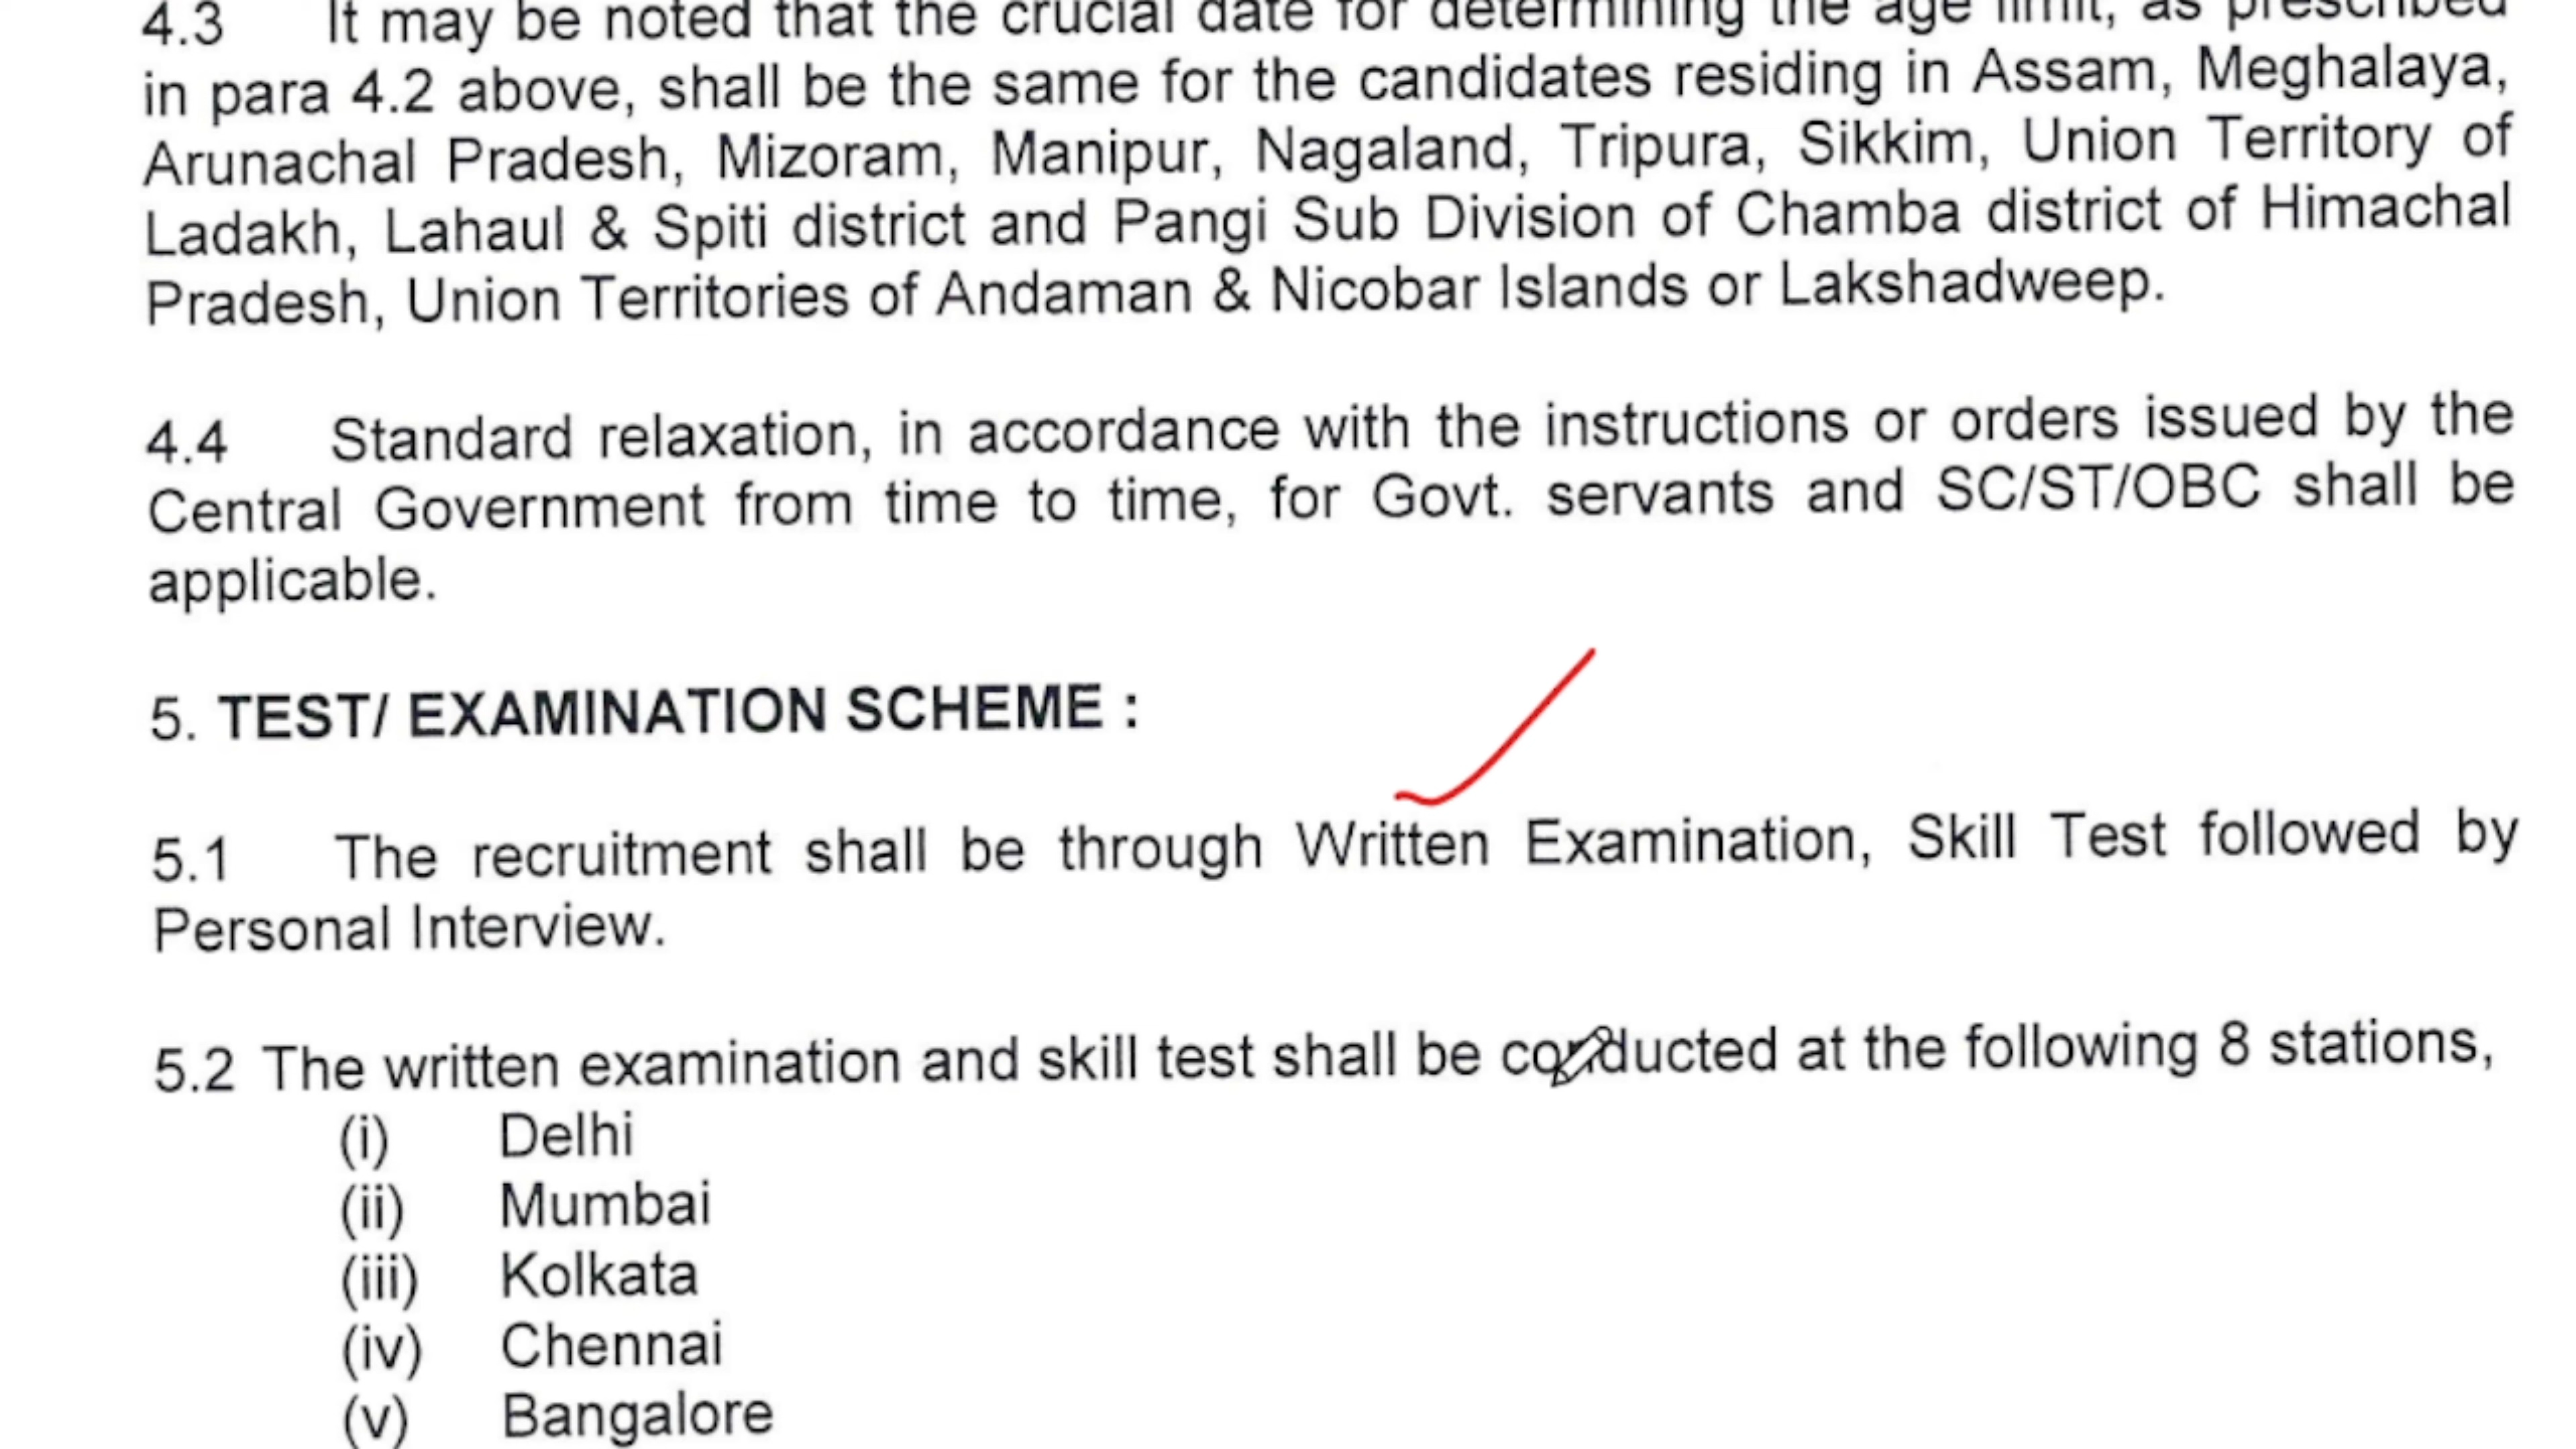 4.3 It may be noted that the crucial date for determining the age limit, as prescribed
in para 4.2 above, shall be the same for the candidates residing in Assam, Meghalaya,
Arunachal Pradesh, Mizoram, Manipur, Nagaland, Tripura, Sikkim, Union Territory of
Ladakh, Lahaul & Spiti district and Pangi Sub Division of Chamba district of Himachal
Pradesh, Union Territories of Andaman & Nicobar Islands or Lakshadweep.
4.4 Standard relaxation, in accordance with the instructions or orders issued by the
Central Government from time to time, for Govt. servants and SC/ST/OBC shall be
applicable.
5. TEST/ EXAMINATION SCHEME :
5.1 The recruitment shall be through Written Examination, Skill Test followed by
Personal Interview.
5.2 The written examination and skill test shall be conducted at the following 8 stations,
(i) Delhi
(ii) Mumbai
(iii) Kolkata
(iv) Chennai
(v) Bangalore